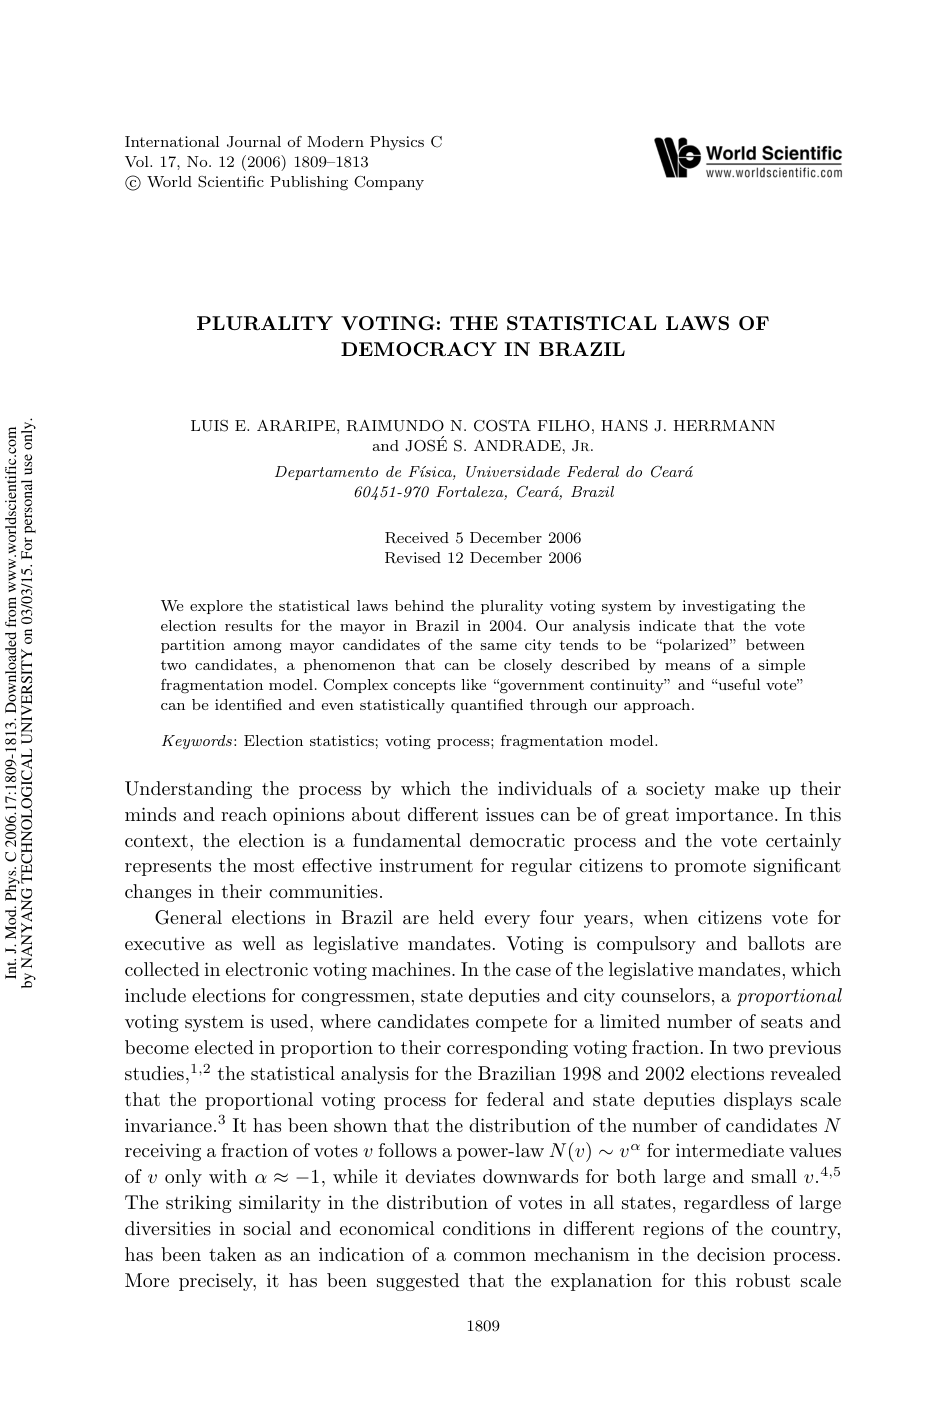 International Journal of Modern Physics C
Vol. 17, No. 12 (2006) 1809–1813
© World Scientific Publishing Company
World Scientific
www.worldscientific.com
PLURALITY VOTING: THE STATISTICAL LAWS OF
DEMOCRACY IN BRAZIL
LUIS E. ARARIPE, RAIMUNDO N. COSTA FILHO, HANS J. HERRMANN
and JOSÉ S. ANDRADE, JR.
Departamento de Física, Universidade Federal do Ceará
60451-970 Fortaleza, Ceará, Brazil
Received 5 December 2006
Revised 12 December 2006
We explore the statistical laws behind the plurality voting system by investigating the
election results for the mayor in Brazil in 2004. Our analysis indicate that the vote
partition among mayor candidates of the same city tends to be “polarized” between
two candidates, a phenomenon that can be closely described by means of a simple
fragmentation model. Complex concepts like “government continuity” and “useful vote”
can be identified and even statistically quantified through our approach.
Keywords: Election statistics; voting process; fragmentation model.
Understanding the process by which the individuals of a society make up their
minds and reach opinions about different issues can be of great importance. In this
context, the election is a fundamental democratic process and the vote certainly
represents the most effective instrument for regular citizens to promote significant
changes in their communities.
General elections in Brazil are held every four years, when citizens vote for
executive as well as legislative mandates. Voting is compulsory and ballots are
collected in electronic voting machines. In the case of the legislative mandates, which
include elections for congressmen, state deputies and city counselors, a proportional
voting system is used, where candidates compete for a limited number of seats and
become elected in proportion to their corresponding voting fraction. In two previous
studies,1,2 the statistical analysis for the Brazilian 1998 and 2002 elections revealed
that the proportional voting process for federal and state deputies displays scale
invariance.3 It has been shown that the distribution of the number of candidates N
receiving a fraction of votes v follows a power-law N(v) ∼ vα for intermediate values
of v only with α ≈ −1, while it deviates downwards for both large and small v.4,5
The striking similarity in the distribution of votes in all states, regardless of large
diversities in social and economical conditions in different regions of the country,
has been taken as an indication of a common mechanism in the decision process.
More precisely, it has been suggested that the explanation for this robust scale
1809
Int. J. Mod. Phys. C 2006.17:1809-1813. Downloaded from www.worldscientific.com
by NANYANG TECHNOLOGICAL UNIVERSITY on 03/03/15. For personal use only.